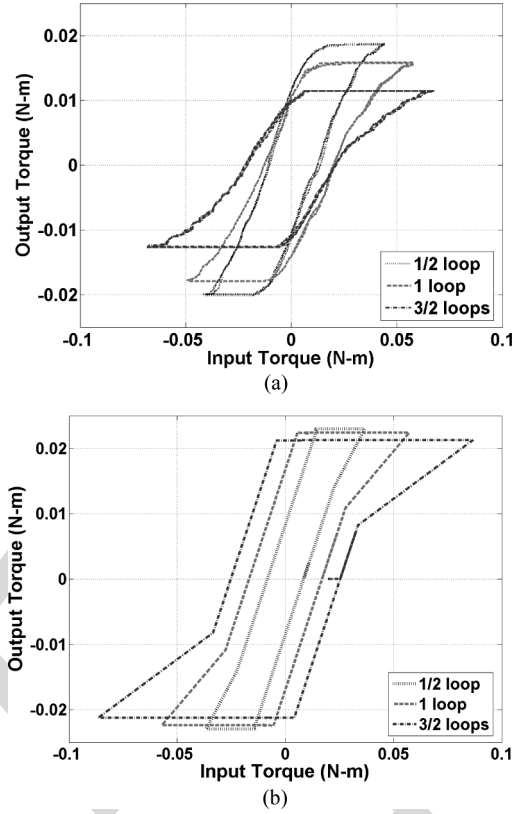 0.02
0.01
0
-0.01
-0.02
Output Torque (N-m)
1/2 loop
1 loop
3/2 loops
-0.1
-0.05
0
0.05
0.1
Input Torque (N-m)
(a)
0.02
0.01
0
-0.01
-0.02
Output Torque (N-m)
1/2 loop
1 loop
3/2 loops
-0.1
-0.05
0
0.05
0.1
Input Torque (N-m)
(b)